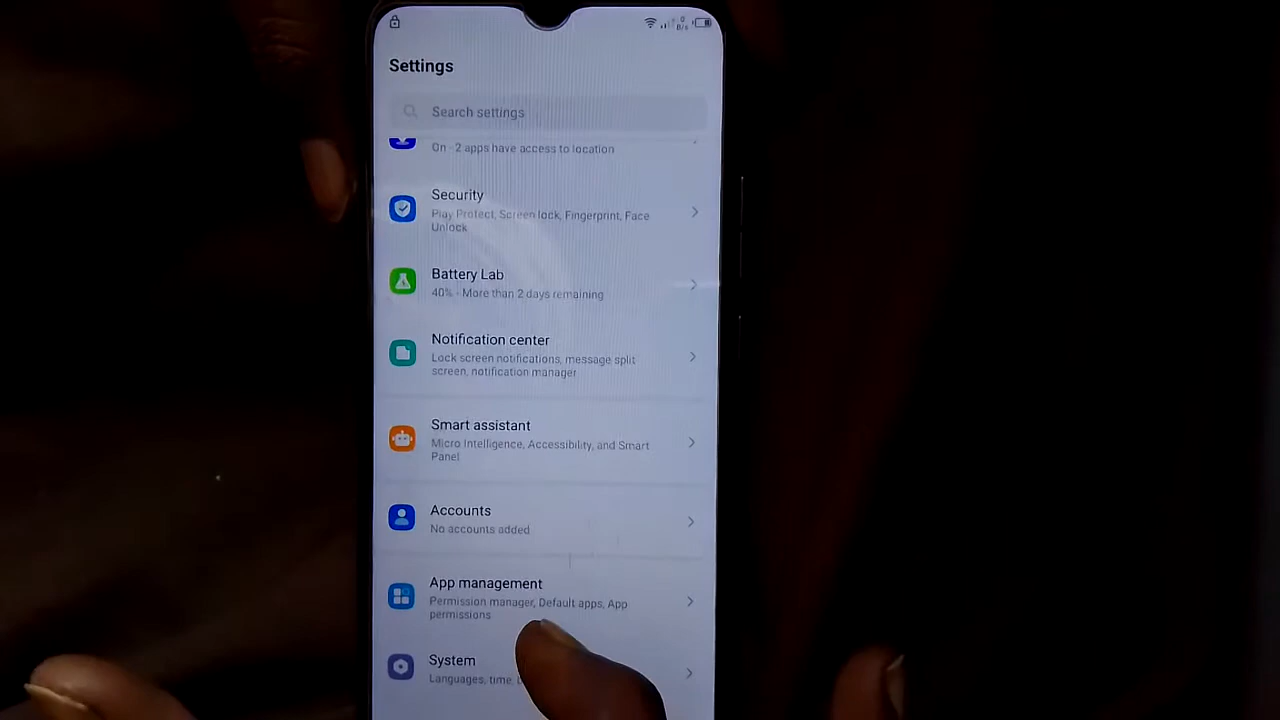 0
B/s
Settings
Search settings
On - 2 apps have access to location
Security
Play Protect, Screen lock, Fingerprint, Face
Unlock
Battery Lab
40% - More than 2 days remaining
Notification center
Lock screen notifications, message split
screen, notification manager
Smart assistant
Micro Intelligence, Accessibility, and Smart
Panel
Accounts
No accounts added
App management
Permission manager, Default apps, App
permissions
System
Languages, time,